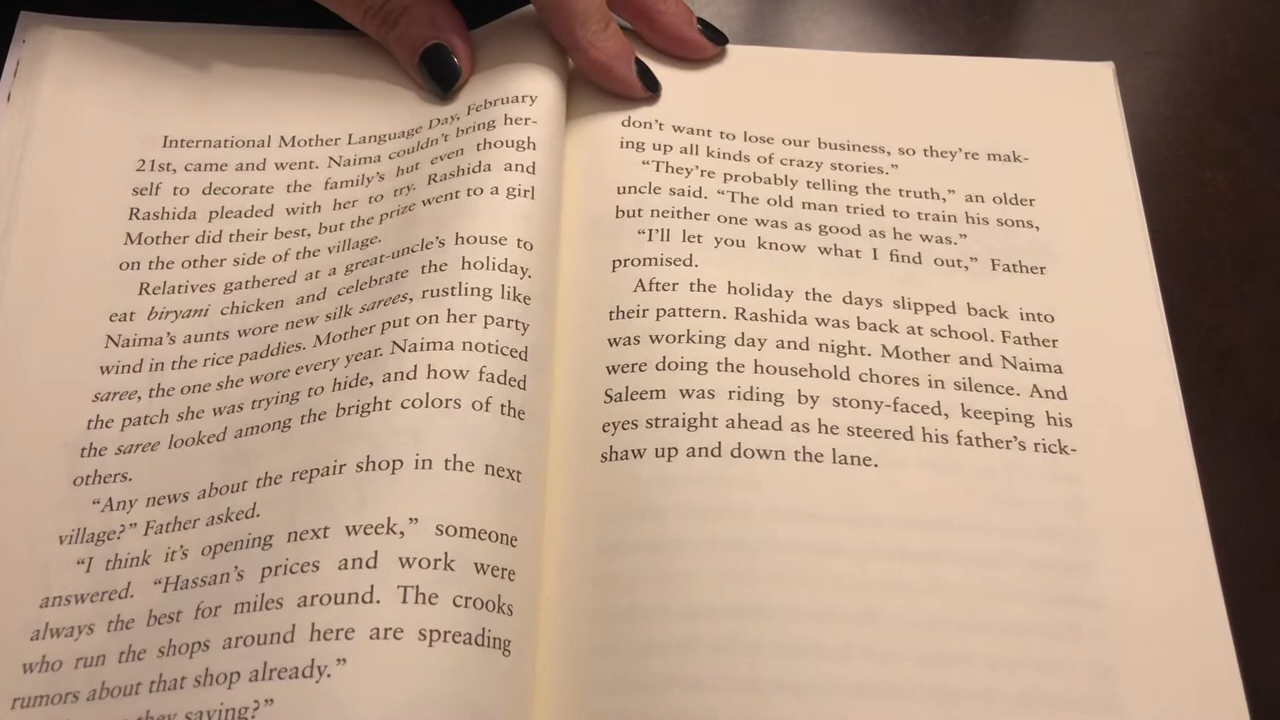 International Mother Language Day, February
21st, came and went. Naima couldn’t bring her-
self to decorate the family’s hut even though
Rashida pleaded with her to try. Rashida and
Mother did their best, but the prize went to a girl
on the other side of the village.
Relatives gathered at a great-uncle’s house to
eat biryani chicken and celebrate the holiday.
Naima’s aunts wore new silk sarees, rustling like
wind in the rice paddies. Mother put on her party
saree, the one she wore every year. Naima noticed
the patch she was trying to hide, and how faded
the saree looked among the bright colors of the
others.
“Any news about the repair shop in the next
village?” Father asked.
“I think it’s opening next week,” someone
answered. “Hassan’s prices and work were
always the best for miles around. The crooks
who run the shops around here are spreading
rumors about that shop already.”
they saying?”
don’t want to lose our business, so they’re mak-
ing up all kinds of crazy stories.”
“They’re probably telling the truth,” an older
uncle said. “The old man tried to train his sons,
but neither one was as good as he was.”
“I’ll let you know what I find out,” Father
promised.
After the holiday the days slipped back into
their pattern. Rashida was back at school. Father
was working day and night. Mother and Naima
were doing the household chores in silence. And
Saleem was riding by stony-faced, keeping his
eyes straight ahead as he steered his father’s rick-
shaw up and down the lane.